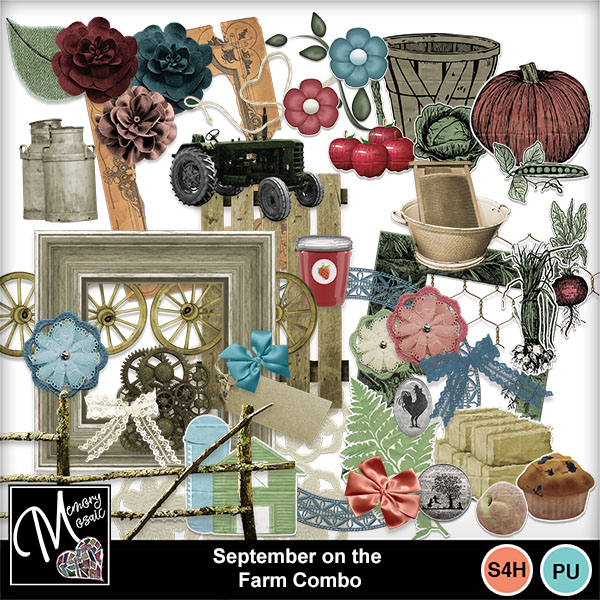 Memory
Mosaic
September on the
Farm Combo
S4H
PU